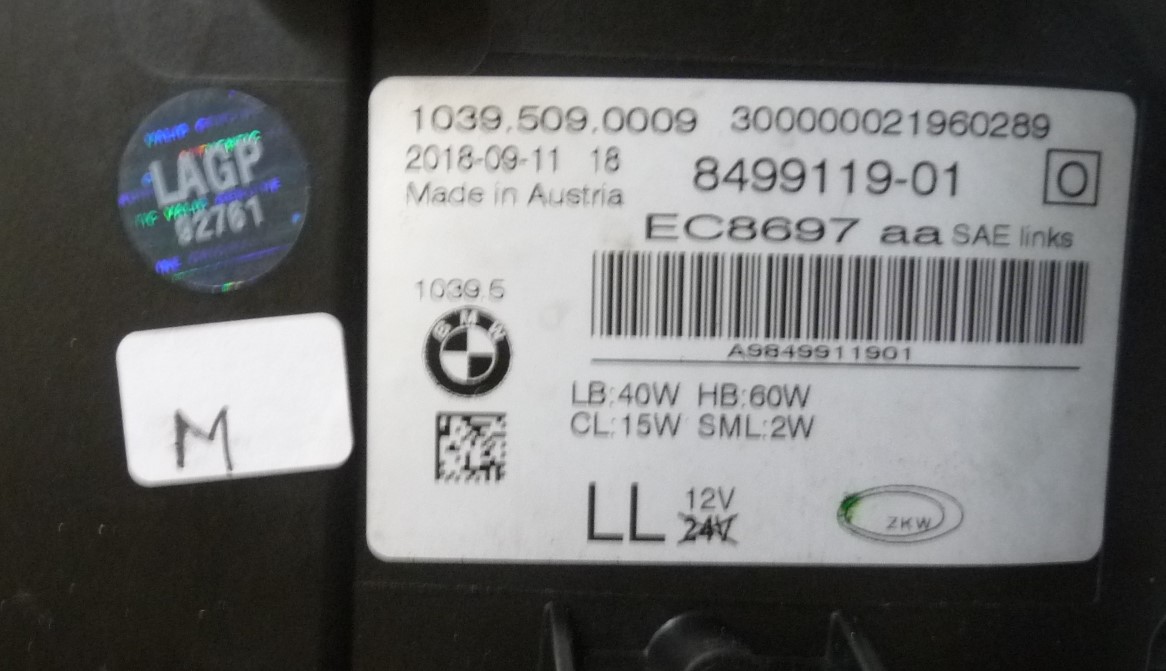 LAGP
62761
M
1039.509.0009 300000021960289
2018-09-11 18 8499119-01 O
Made in Austria
EC8697 aa SAE links
1039.5
BMW
A9849911901
LB:40W HB:60W
CL:15W SML:2W
LL 12V
24V
ZKW